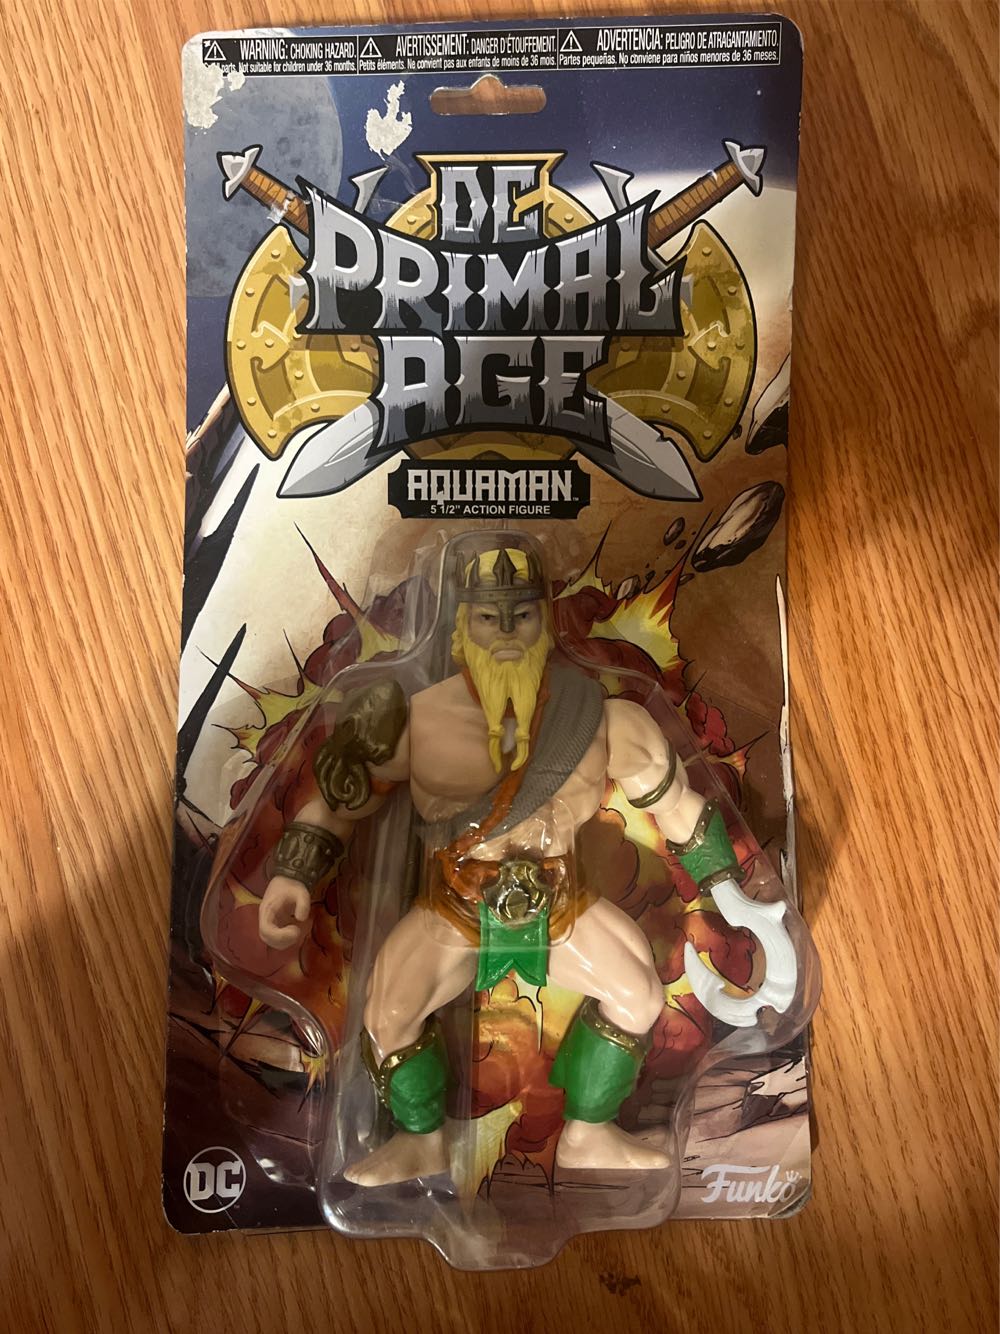 WARNING: CHOKING HAZARD.
parts. Not suitable for children under 36 months.
AVERTISSEMENT: DANGER D'ÉTOUFFEMENT.
Petits éléments. Ne convient pas aux enfants de moins de 36 mois.
ADVERTENCIA: PELIGRO DE ATRAGANTAMIENTO.
Partes pequeñas. No conviene para niños menores de 36 meses.
DC
PRIMAL
AGE
AQUAMAN™
5 1/2" ACTION FIGURE
DC
Funko